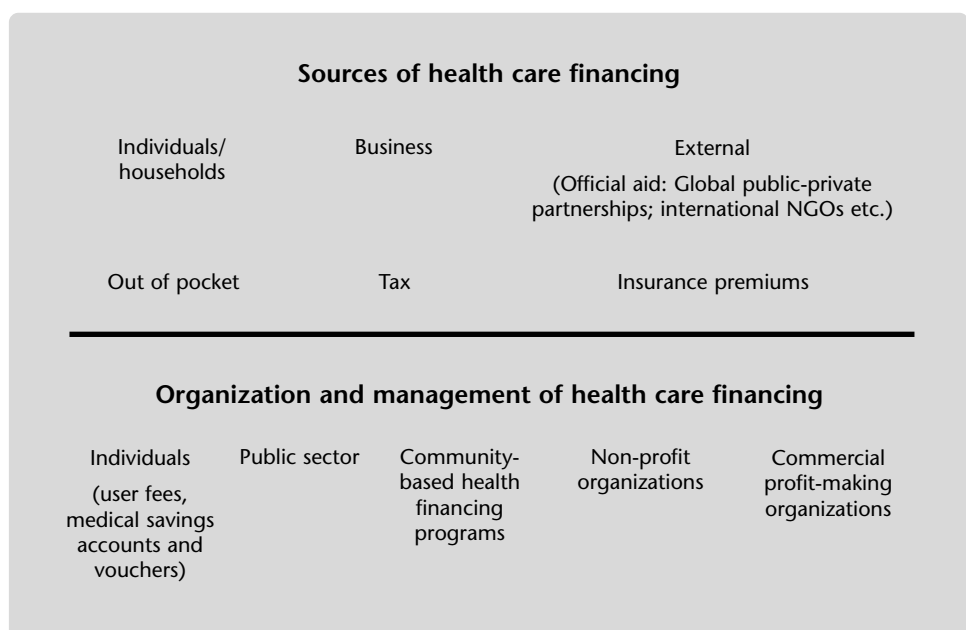 Sources of health care financing
Individuals/
households
Business
External
(Official aid: Global public-private
partnerships; international NGOs etc.)
Out of pocket
Tax
Insurance premiums
Organization and management of health care financing
Individuals
(user fees,
medical savings
accounts and
vouchers)
Public sector
Community-
based health
financing
programs
Non-profit
organizations
Commercial
profit-making
organizations